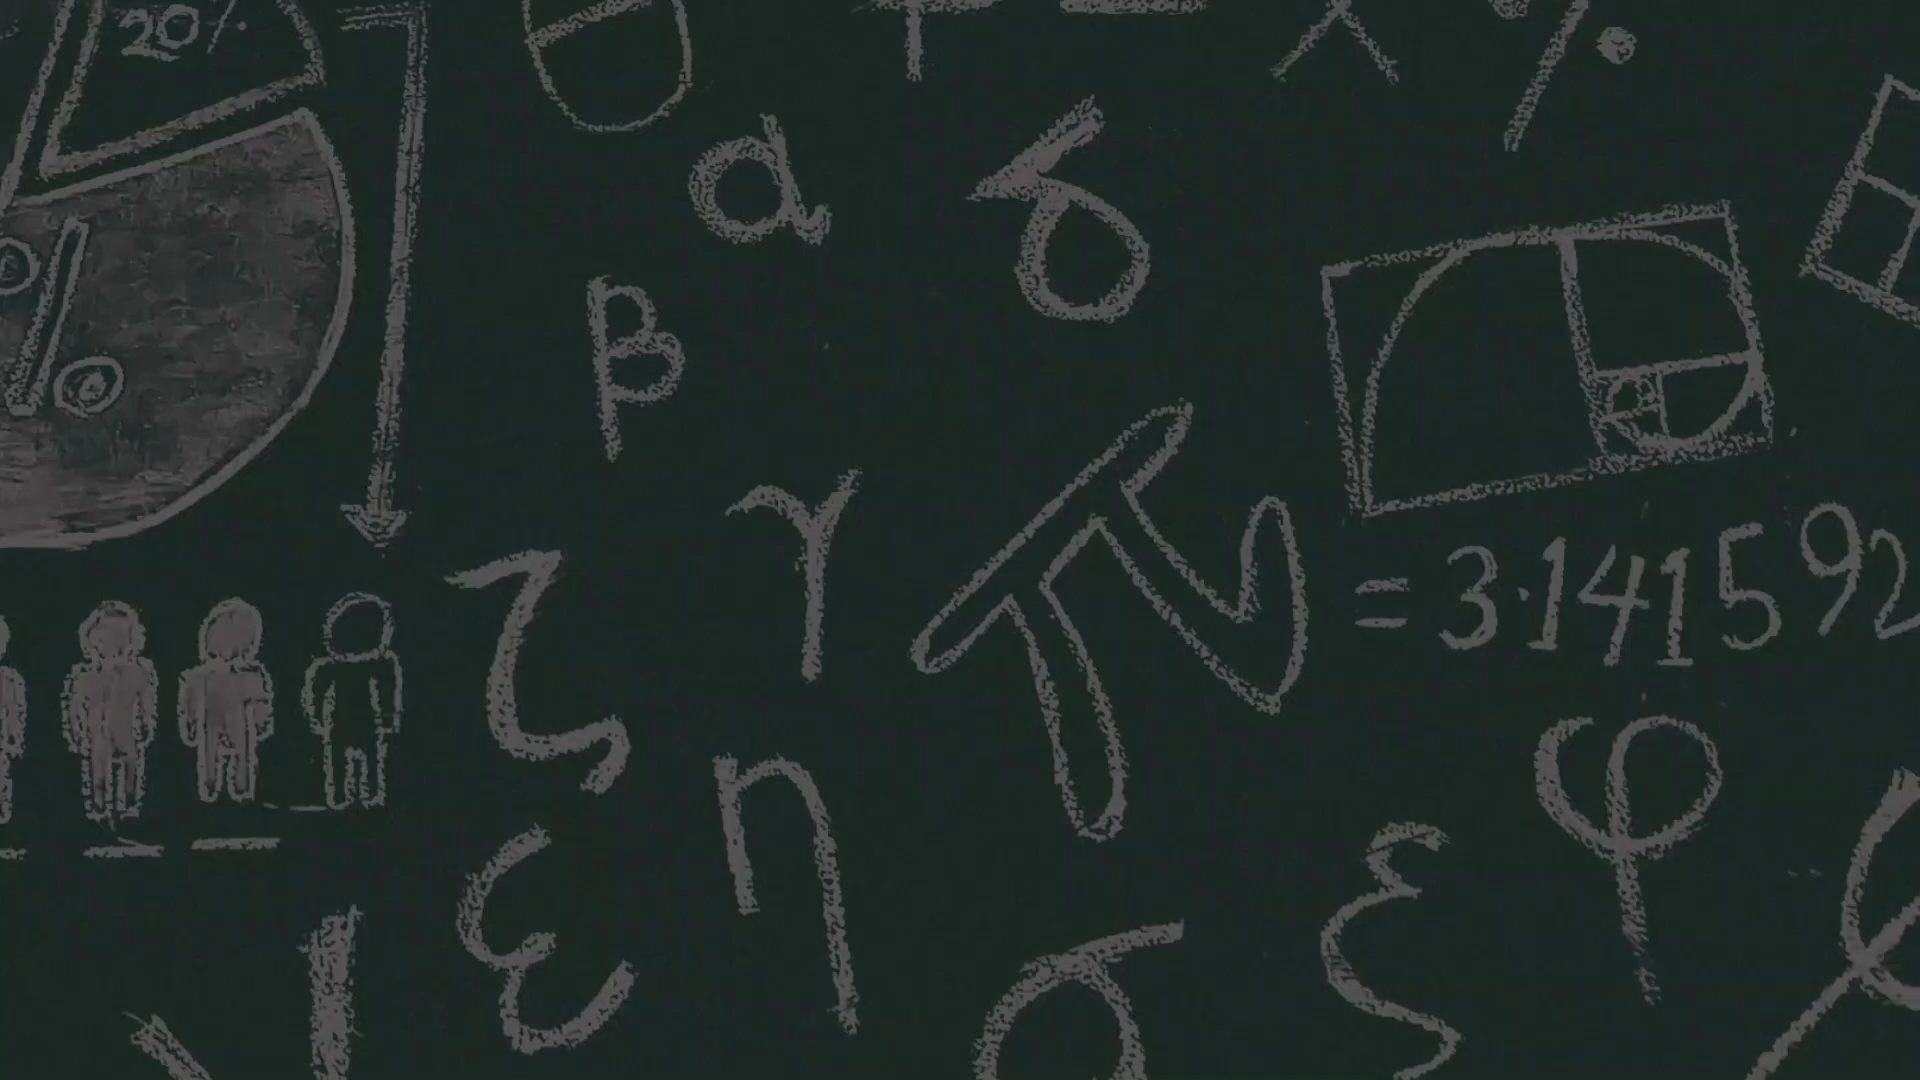 20%
θ + − × %
α δ
%
β
γ
π = 3·141592
ζ
η φ
ε ξ
σ